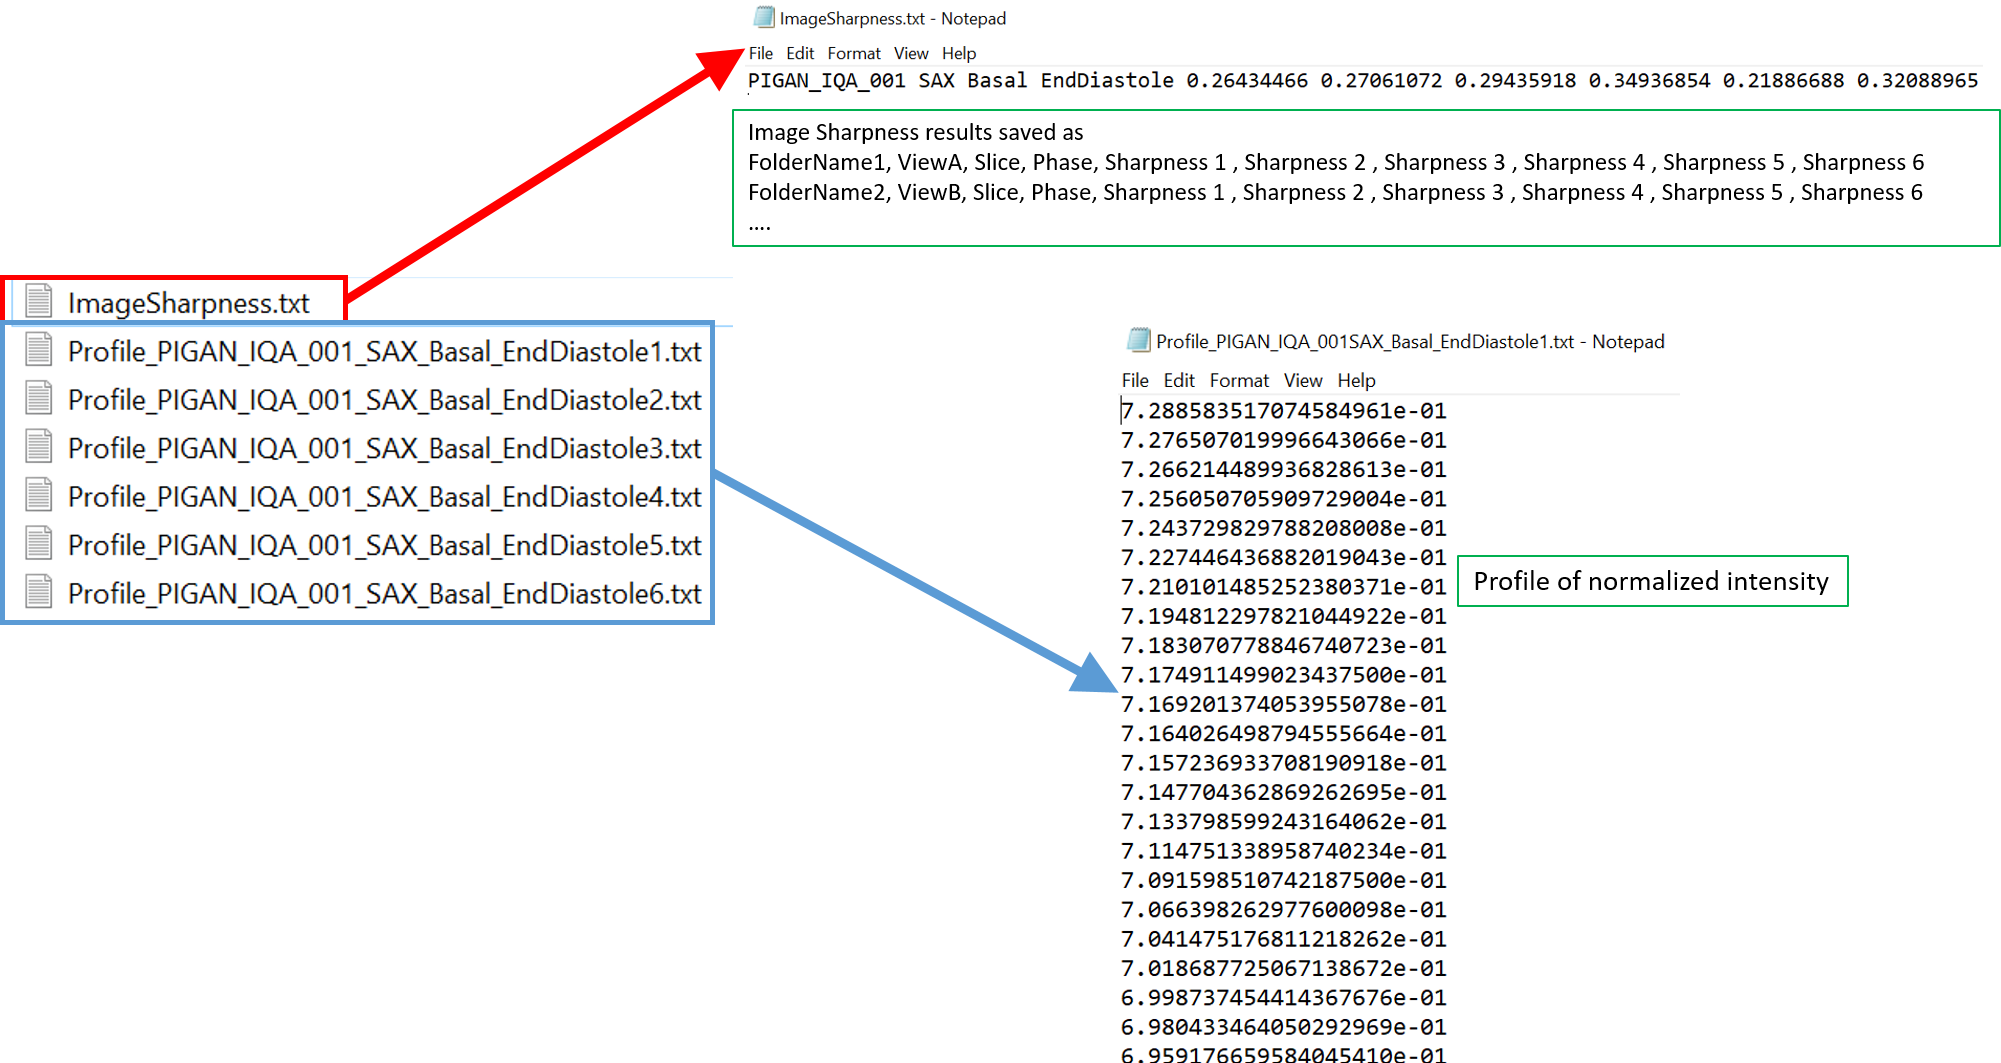 ImageSharpness.txt - Notepad
File Edit Format View Help
PIGAN_IQA_001 SAX Basal EndDiastole 0.26434466 0.27061072 0.29435918 0.34936854 0.21886688 0.32088965
Image Sharpness results saved as
FolderName1, ViewA, Slice, Phase, Sharpness 1 , Sharpness 2 , Sharpness 3 , Sharpness 4 , Sharpness 5 , Sharpness 6
FolderName2, ViewB, Slice, Phase, Sharpness 1 , Sharpness 2 , Sharpness 3 , Sharpness 4 , Sharpness 5 , Sharpness 6
....
ImageSharpness.txt
Profile_PIGAN_IQA_001_SAX_Basal_EndDiastole1.txt
Profile_PIGAN_IQA_001_SAX_Basal_EndDiastole2.txt
Profile_PIGAN_IQA_001_SAX_Basal_EndDiastole3.txt
Profile_PIGAN_IQA_001_SAX_Basal_EndDiastole4.txt
Profile_PIGAN_IQA_001_SAX_Basal_EndDiastole5.txt
Profile_PIGAN_IQA_001_SAX_Basal_EndDiastole6.txt
Profile_PIGAN_IQA_001SAX_Basal_EndDiastole1.txt - Notepad
File Edit Format View Help
7.288583517074584961e-01
7.276507019996643066e-01
7.266214489936828613e-01
7.256050705909729004e-01
7.243729829788208008e-01
7.227446436882019043e-01
7.210101485252380371e-01
7.194812297821044922e-01
7.183070778846740723e-01
7.174911499023437500e-01
7.169201374053955078e-01
7.164026498794555664e-01
7.157236933708190918e-01
7.147704362869262695e-01
7.133798599243164062e-01
7.114751338958740234e-01
7.091598510742187500e-01
7.066398262977600098e-01
7.041475176811218262e-01
7.018687725067138672e-01
6.998737454414367676e-01
6.980433464050292969e-01
6.959176659584045410e-01
Profile of normalized intensity